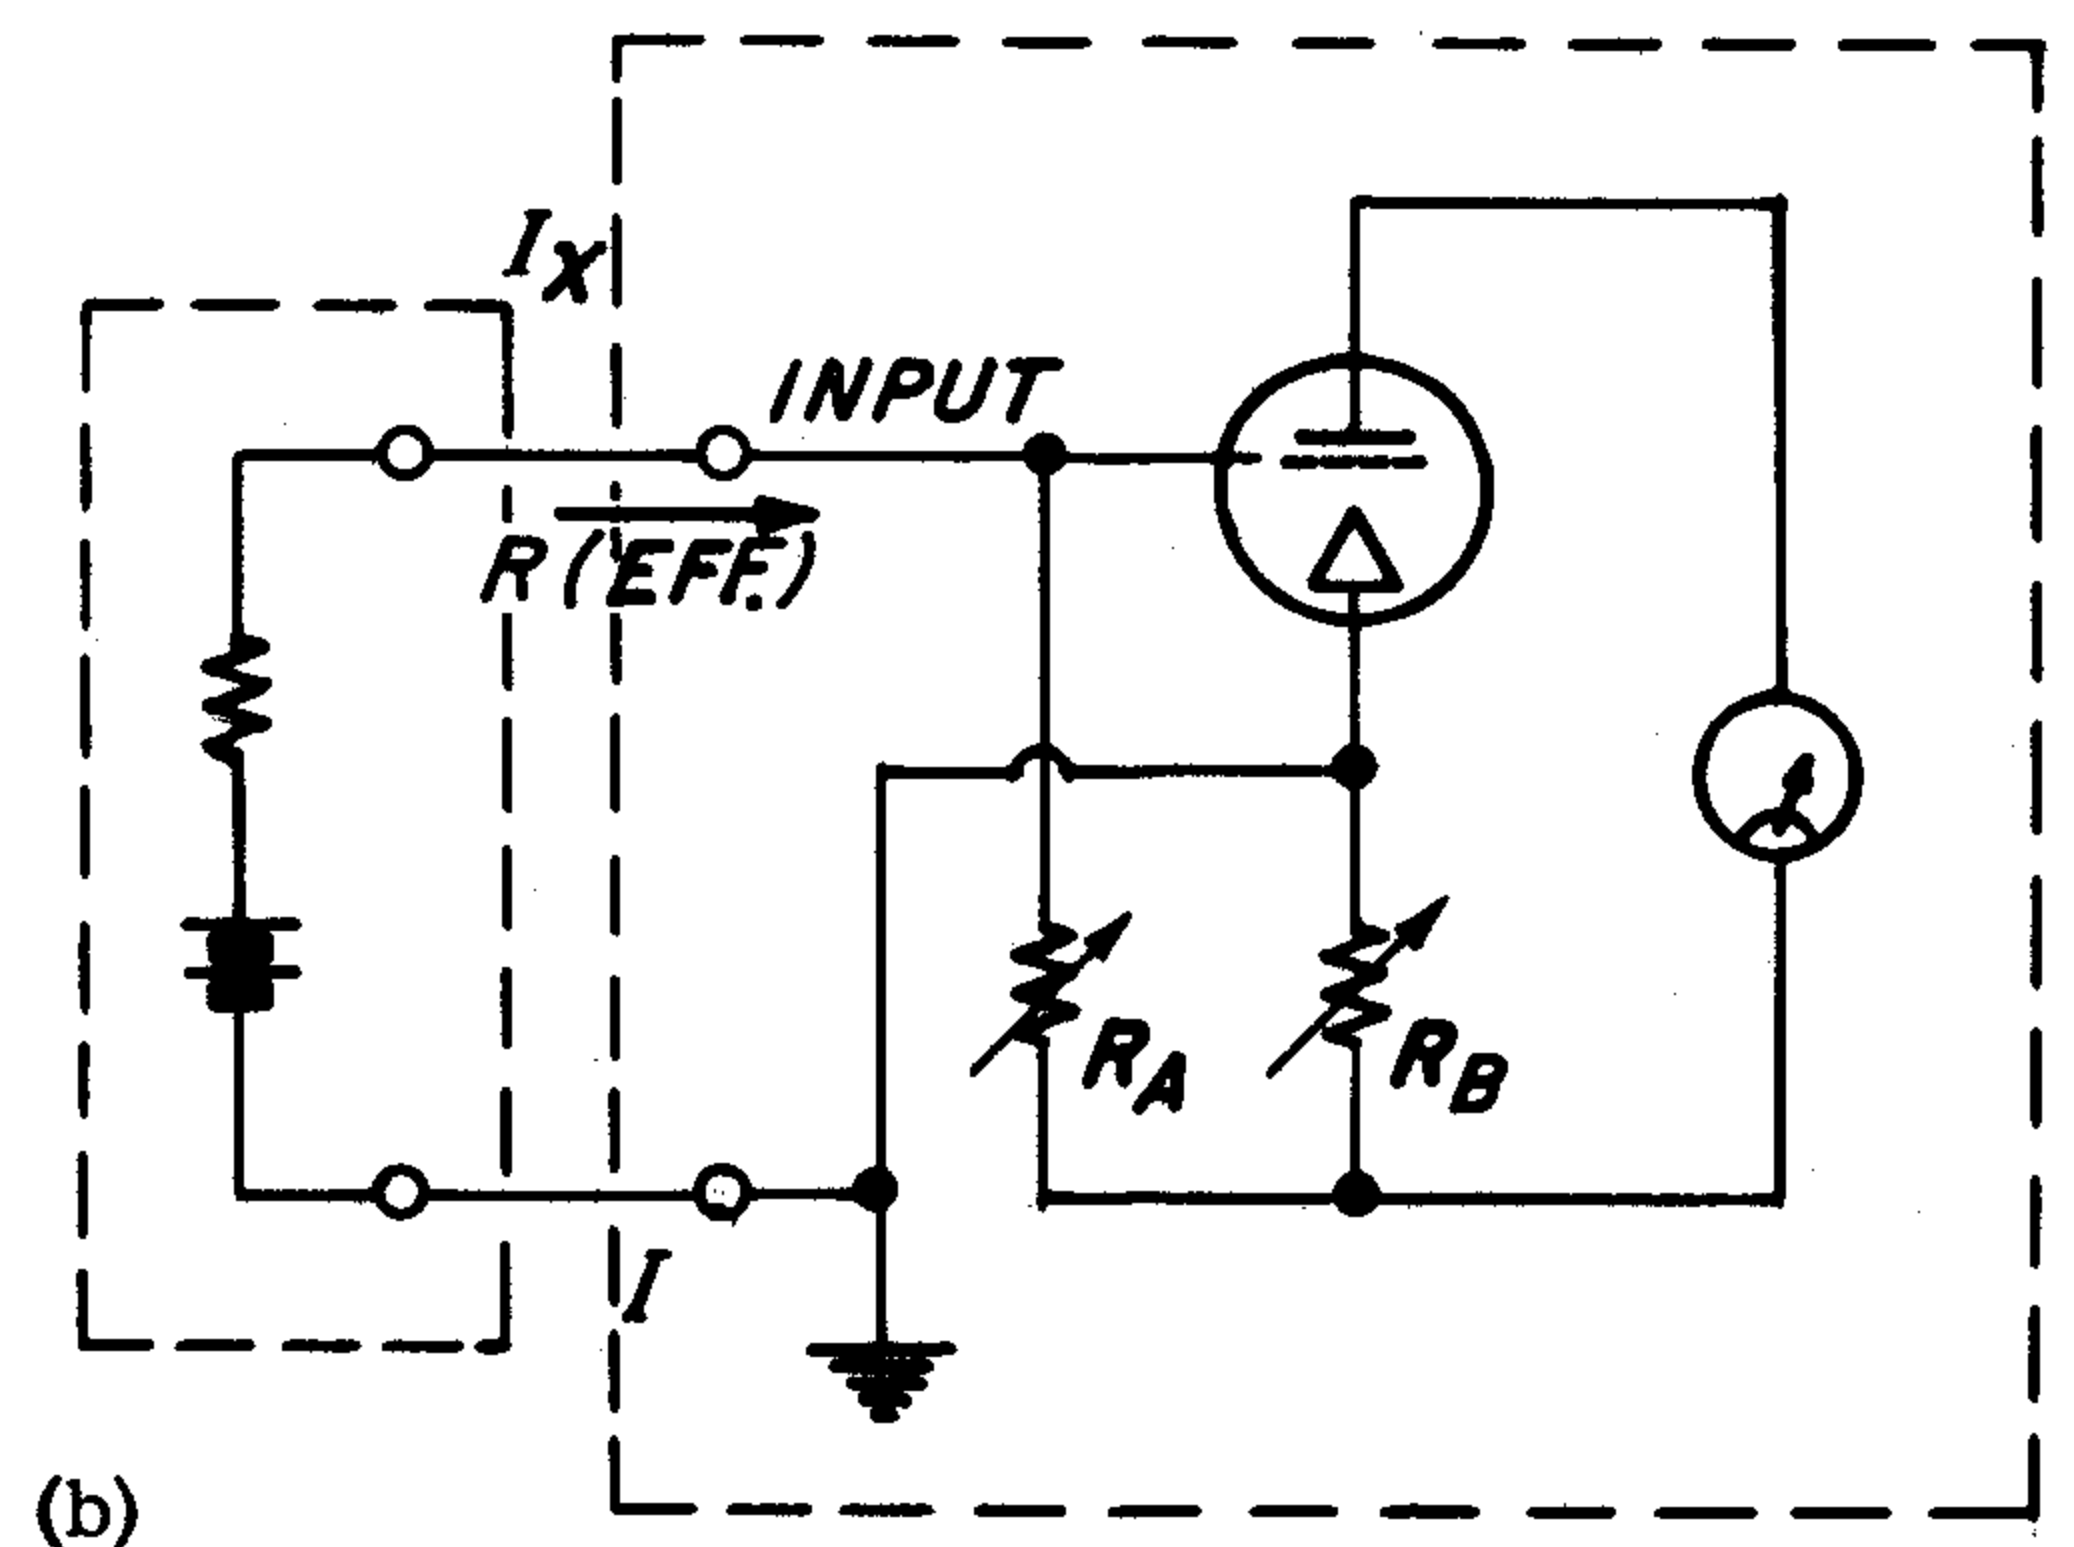 I_X
INPUT
R(EFF.)
R_A
R_B
I
(b)